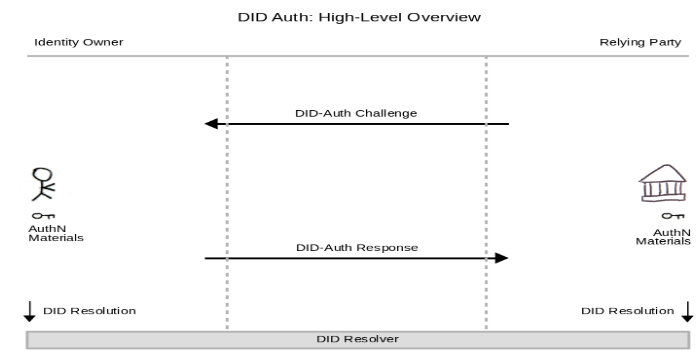 DID Auth: High-Level Overview
Identity Owner
Relying Party
DID-Auth Challenge
AuthN
Materials
AuthN
Materials
DID-Auth Response
DID Resolution
DID Resolution
DID Resolver